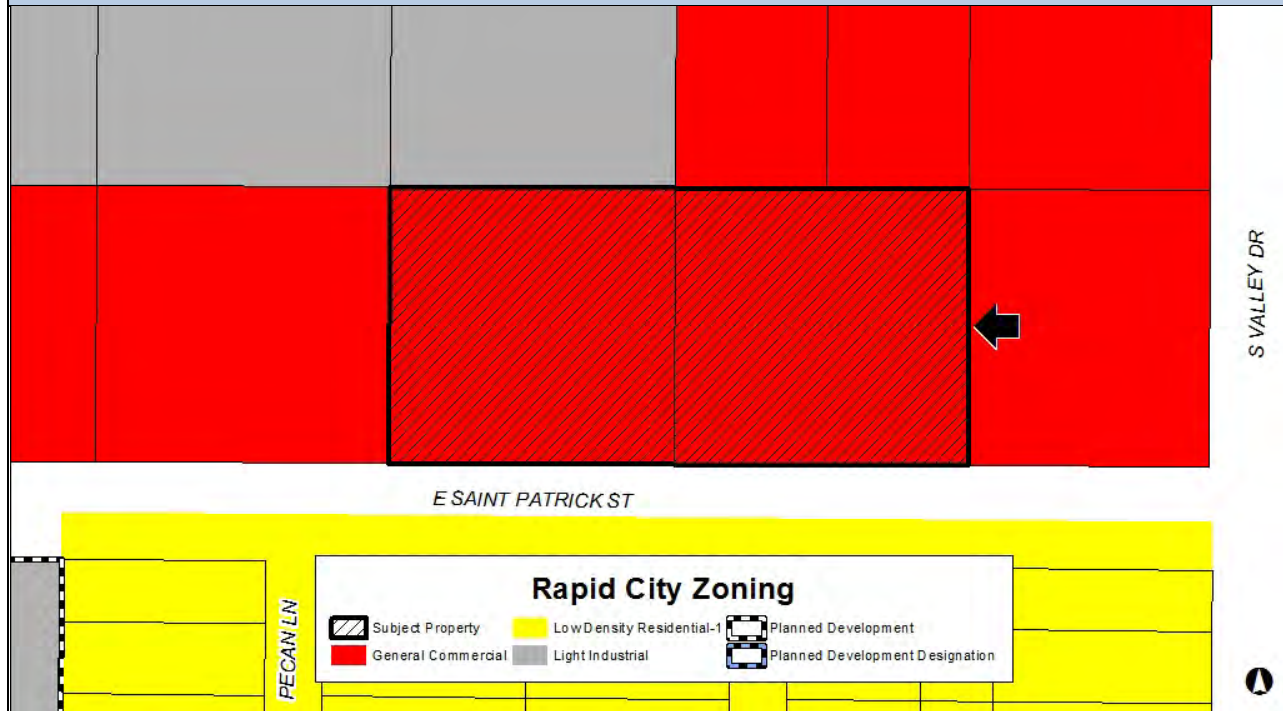 S VALLEY DR
E SAINT PATRICK ST
PECAN LN
Rapid City Zoning
Subject Property
Low Density Residential-1
Planned Development
General Commercial
Light Industrial
Planned Development Designation